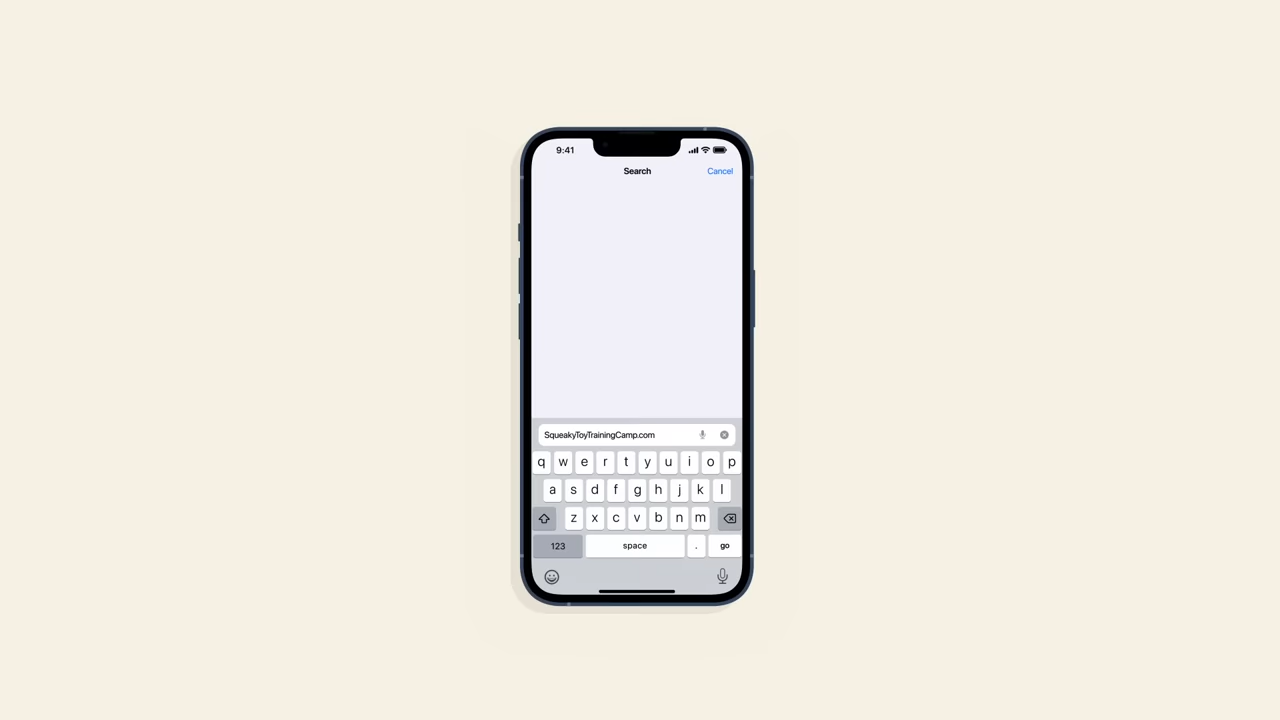 9:41
Search Cancel
SqueakyToyTrainingCamp.com
q w e r t y u i o p
a s d f g h j k l
z x c v b n m
123 space . go